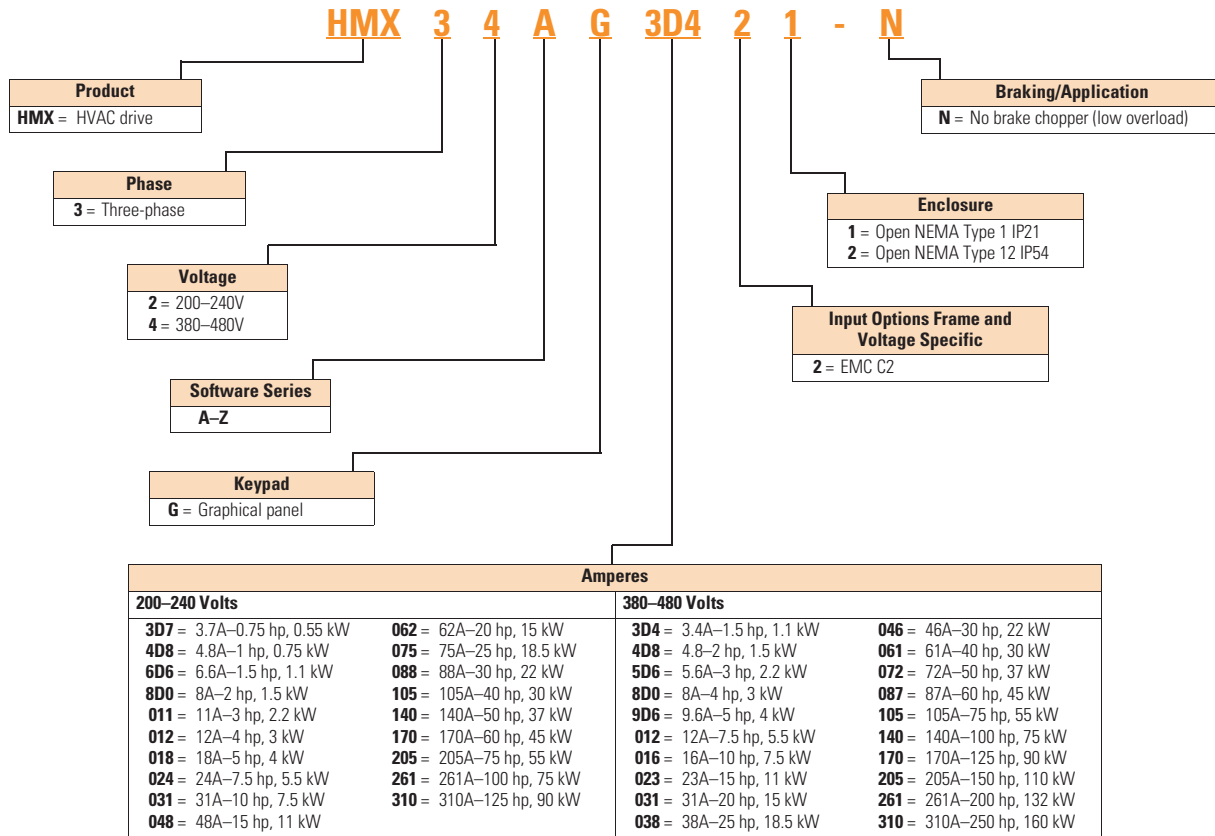 HMX 3 4 A G 3D4 2 1 - N
Product
HMX = HVAC drive
Braking/Application
N = No brake chopper (low overload)
Phase
3 = Three-phase
Enclosure
1 = Open NEMA Type 1 IP21
2 = Open NEMA Type 12 IP54
Voltage
2 = 200–240V
4 = 380–480V
Input Options Frame and
Voltage Specific
2 = EMC C2
Software Series
A–Z
Keypad
G = Graphical panel
Amperes
200–240 Volts
3D7 = 3.7A–0.75 hp, 0.55 kW
4D8 = 4.8A–1 hp, 0.75 kW
6D6 = 6.6A–1.5 hp, 1.1 kW
8D0 = 8A–2 hp, 1.5 kW
011 = 11A–3 hp, 2.2 kW
012 = 12A–4 hp, 3 kW
018 = 18A–5 hp, 4 kW
024 = 24A–7.5 hp, 5.5 kW
031 = 31A–10 hp, 7.5 kW
048 = 48A–15 hp, 11 kW
062 = 62A–20 hp, 15 kW
075 = 75A–25 hp, 18.5 kW
088 = 88A–30 hp, 22 kW
105 = 105A–40 hp, 30 kW
140 = 140A–50 hp, 37 kW
170 = 170A–60 hp, 45 kW
205 = 205A–75 hp, 55 kW
261 = 261A–100 hp, 75 kW
310 = 310A–125 hp, 90 kW
380–480 Volts
3D4 = 3.4A–1.5 hp, 1.1 kW
4D8 = 4.8–2 hp, 1.5 kW
5D6 = 5.6A–3 hp, 2.2 kW
8D0 = 8A–4 hp, 3 kW
9D6 = 9.6A–5 hp, 4 kW
012 = 12A–7.5 hp, 5.5 kW
016 = 16A–10 hp, 7.5 kW
023 = 23A–15 hp, 11 kW
031 = 31A–20 hp, 15 kW
038 = 38A–25 hp, 18.5 kW
046 = 46A–30 hp, 22 kW
061 = 61A–40 hp, 30 kW
072 = 72A–50 hp, 37 kW
087 = 87A–60 hp, 45 kW
105 = 105A–75 hp, 55 kW
140 = 140A–100 hp, 75 kW
170 = 170A–125 hp, 90 kW
205 = 205A–150 hp, 110 kW
261 = 261A–200 hp, 132 kW
310 = 310A–250 hp, 160 kW